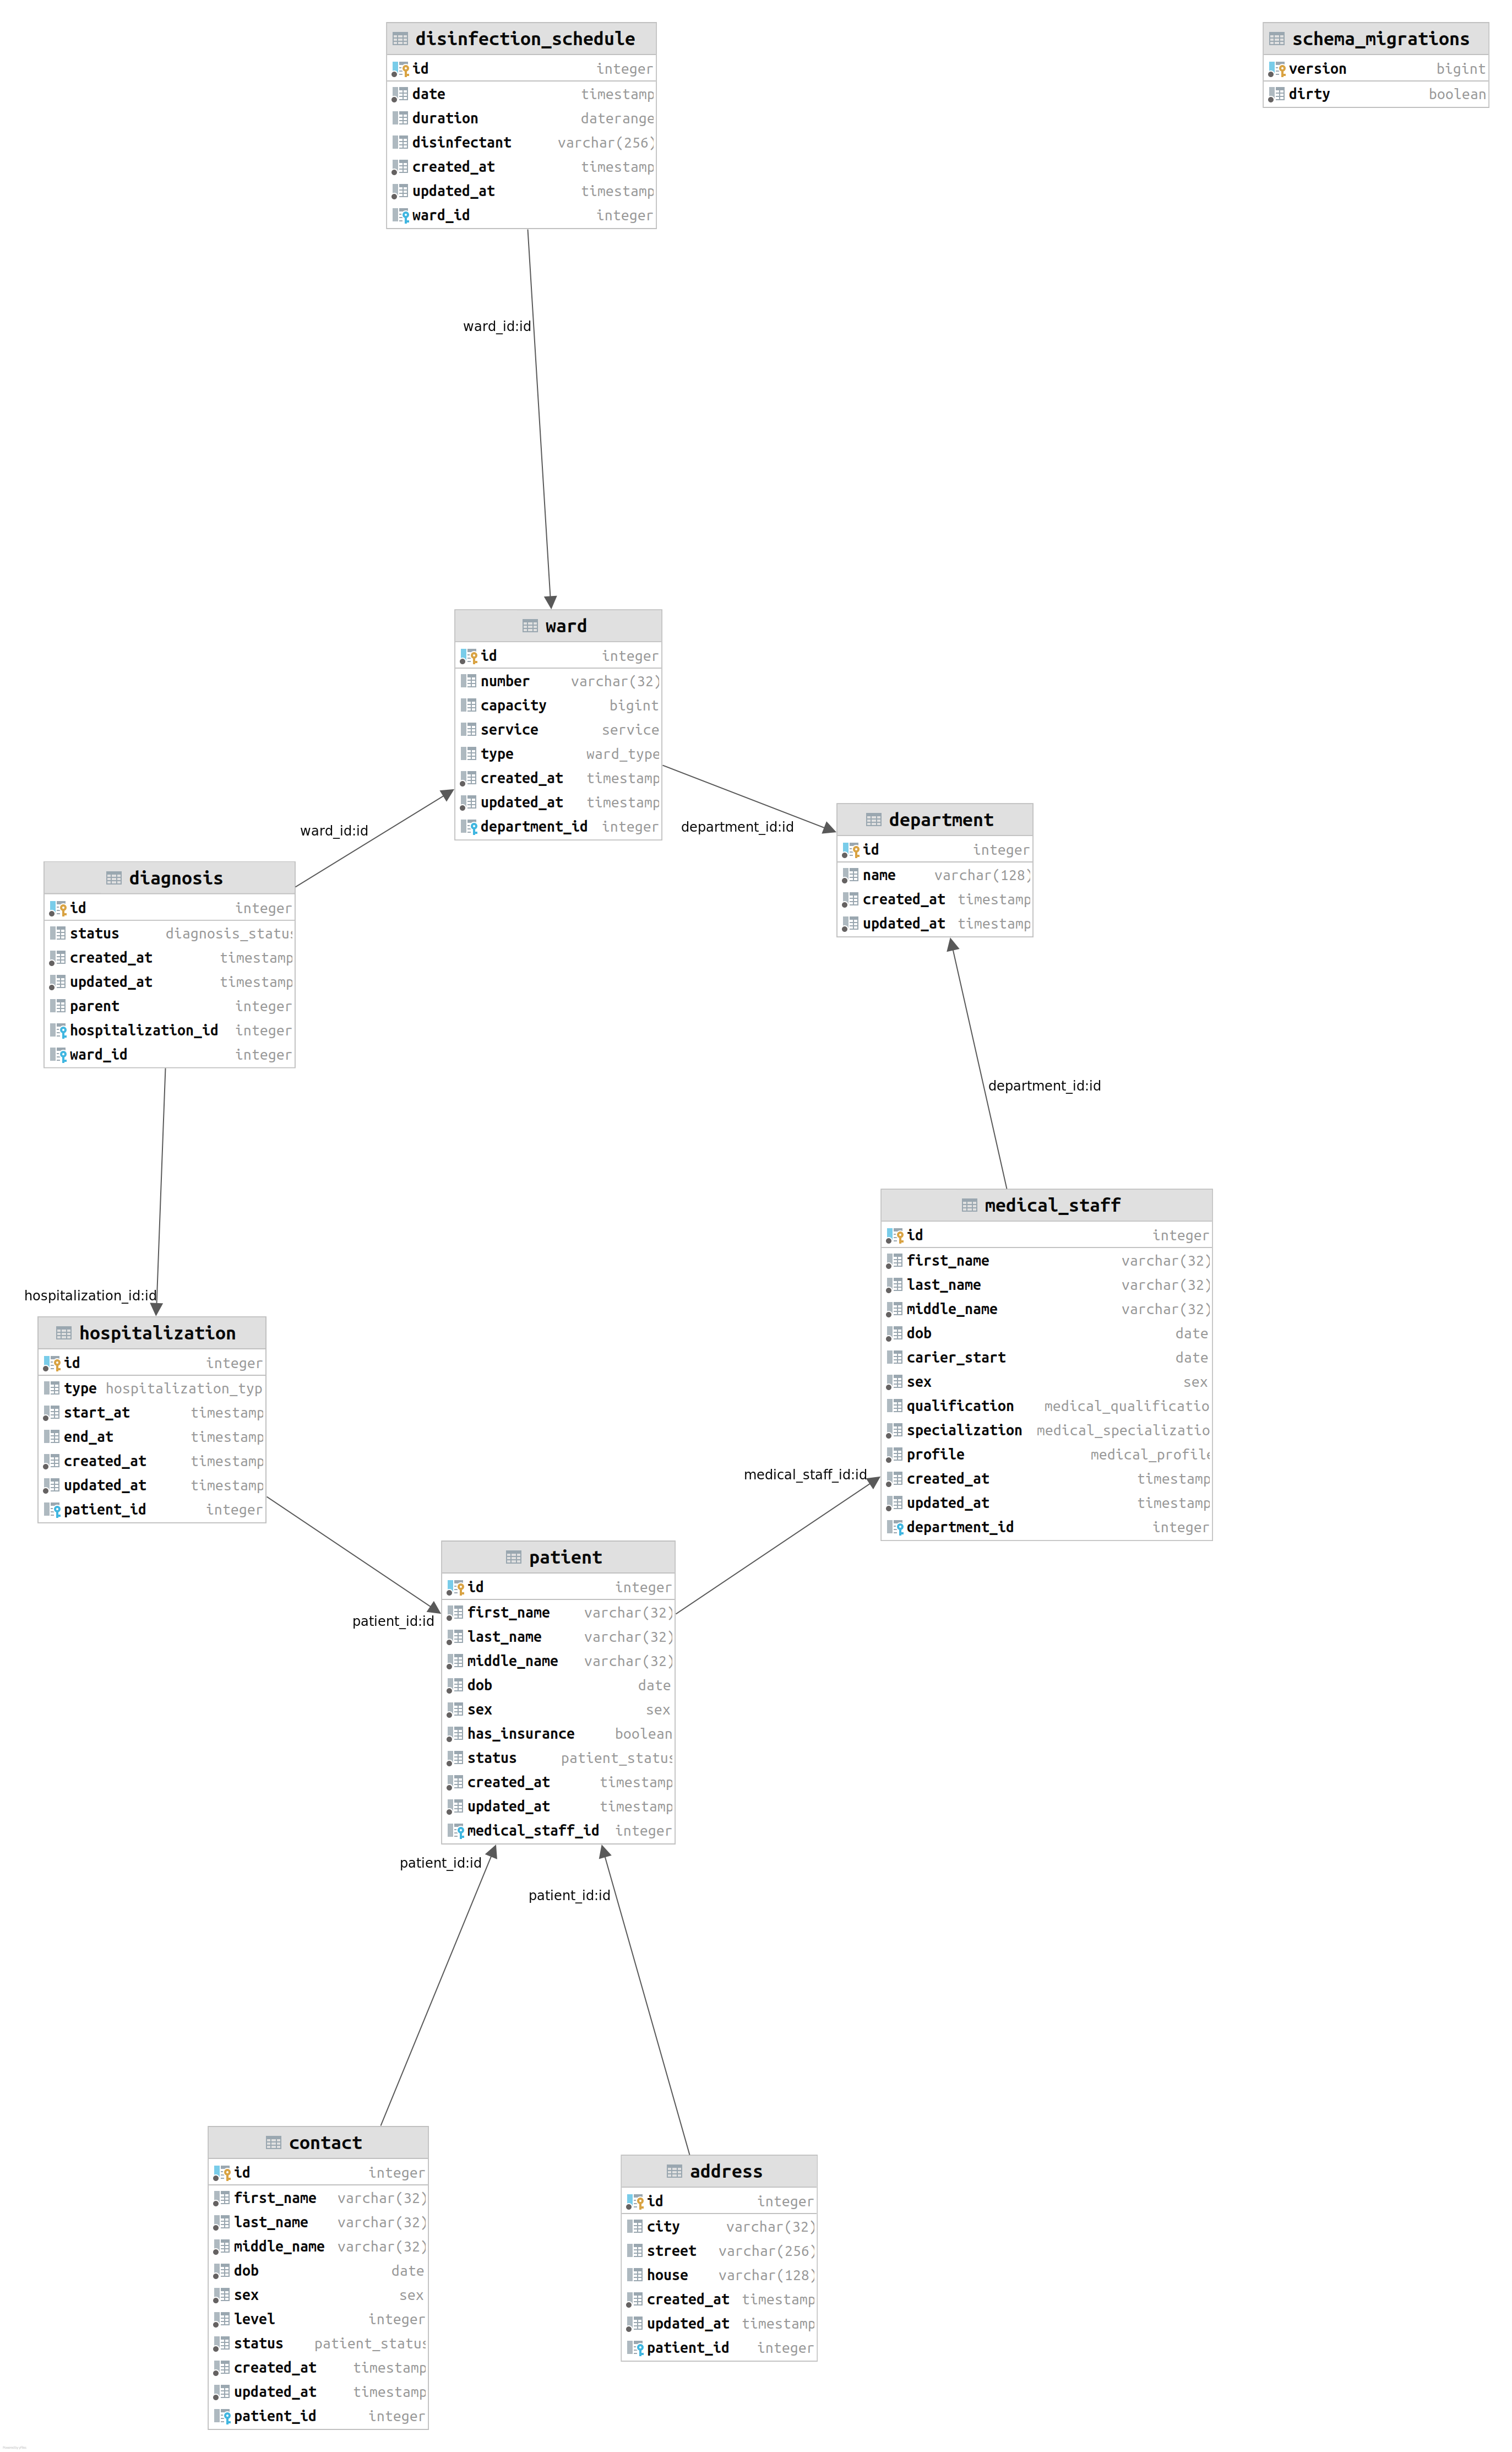 disinfection_schedule
id integer
date timestamp
duration daterange
disinfectant varchar(256)
created_at timestamp
updated_at timestamp
ward_id integer
schema_migrations
version bigint
dirty boolean
ward_id:id
ward
id integer
number varchar(32)
capacity bigint
service service
type ward_type
created_at timestamp
updated_at timestamp
department_id integer
department_id:id
ward_id:id
department
id integer
name varchar(128)
created_at timestamp
updated_at timestamp
diagnosis
id integer
status diagnosis_status
created_at timestamp
updated_at timestamp
parent integer
hospitalization_id integer
ward_id integer
department_id:id
hospitalization_id:id
medical_staff
id integer
first_name varchar(32)
last_name varchar(32)
middle_name varchar(32)
dob date
carier_start date
sex sex
qualification medical_qualificatio
specialization medical_specializatio
profile medical_profile
created_at timestamp
updated_at timestamp
department_id integer
hospitalization
id integer
type hospitalization_typ
start_at timestamp
end_at timestamp
created_at timestamp
updated_at timestamp
patient_id integer
medical_staff_id:id
patient_id:id
patient
id integer
first_name varchar(32)
last_name varchar(32)
middle_name varchar(32)
dob date
sex sex
has_insurance boolean
status patient_status
created_at timestamp
updated_at timestamp
medical_staff_id integer
patient_id:id
patient_id:id
contact
id integer
first_name varchar(32)
last_name varchar(32)
middle_name varchar(32)
dob date
sex sex
level integer
status patient_status
created_at timestamp
updated_at timestamp
patient_id integer
address
id integer
city varchar(32)
street varchar(256)
house varchar(128)
created_at timestamp
updated_at timestamp
patient_id integer